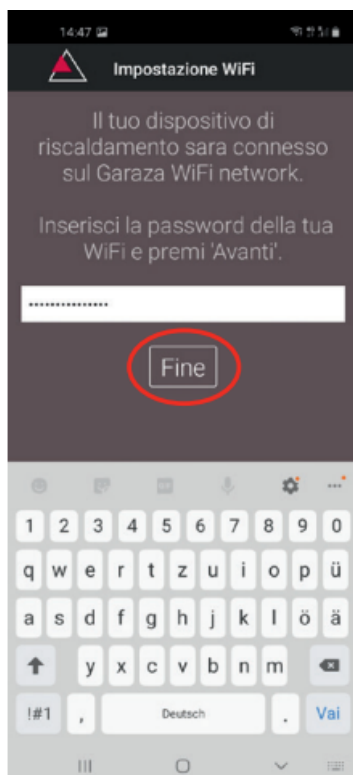 14:47
Impostazione WiFi
Il tuo dispositivo di
riscaldamento sara connesso
sul Garaza WiFi network.
Inserisci la password della tua
WiFi e premi 'Avanti'.
Fine
1 2 3 4 5 6 7 8 9 0
q w e r t z u i o p ü
a s d f g h j k l ö ä
y x c v b n m
!#1 , Deutsch . Vai